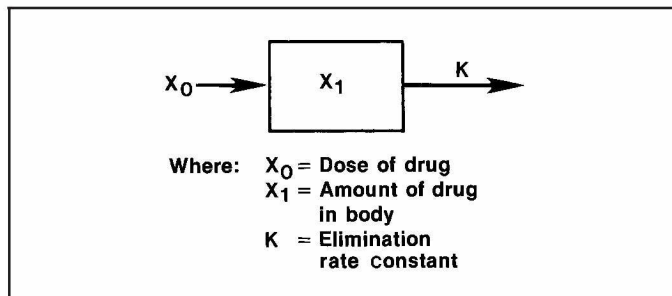 X₀ X₁ K
Where: X₀ = Dose of drug
X₁ = Amount of drug
in body
K = Elimination
rate constant